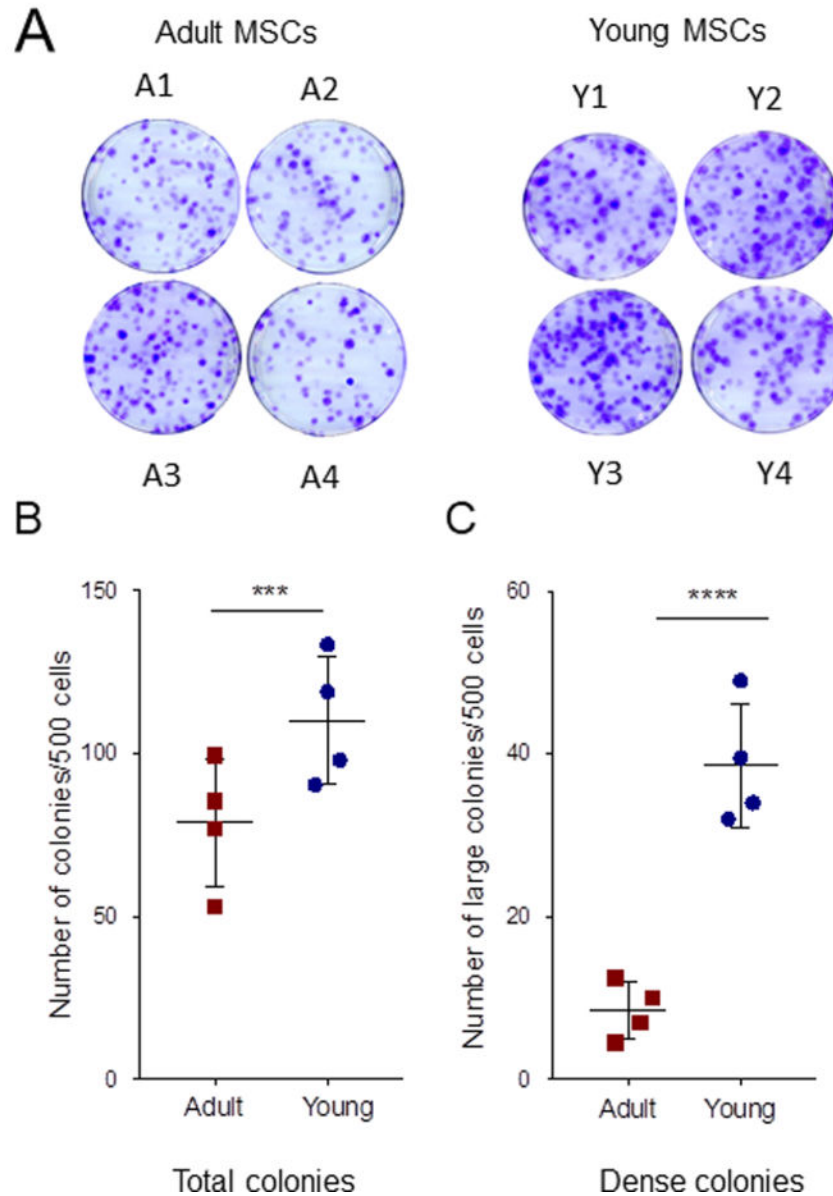 A
Adult MSCs
Young MSCs
A1
A2
Y1
Y2
A3
A4
Y3
Y4
B
C
Number of colonies/500 cells
150
100
50
0
***
Adult
Young
Total colonies
Number of large colonies/500 cells
60
40
20
0
****
Adult
Young
Dense colonies